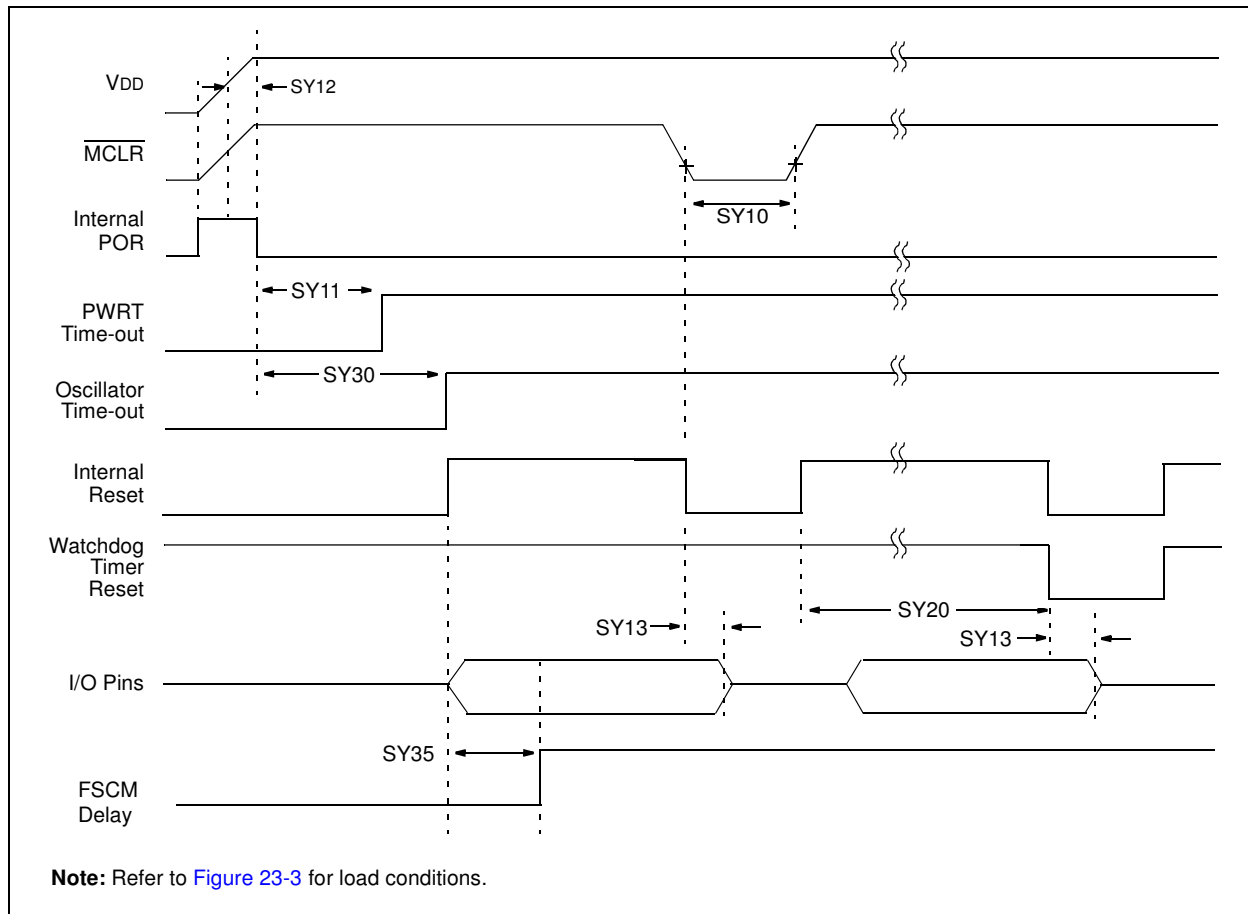 VDD
SY12
MCLR
SY10
Internal
POR
SY11
PWRT
Time-out
SY30
Oscillator
Time-out
Internal
Reset
Watchdog
Timer
Reset
SY20
SY13
SY13
I/O Pins
SY35
FSCM
Delay
Note: Refer to Figure 23-3 for load conditions.